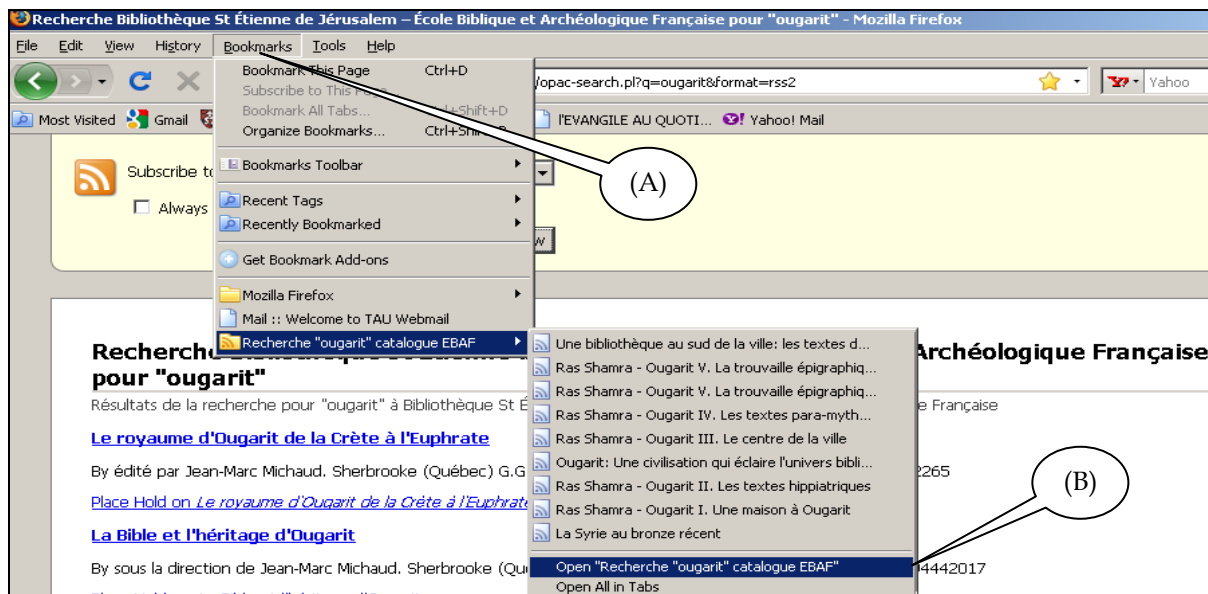 Recherche Bibliothèque St Étienne de Jérusalem – École Biblique et Archéologique Française pour "ougarit" - Mozilla Firefox
File Edit View History Bookmarks Tools Help
/opac-search.pl?q=ougarit&format=rss2 Yahoo
Most Visited Gmail l'EVANGILE AU QUOTI... Yahoo! Mail
Bookmark This Page Ctrl+D
Subscribe to This Page
Bookmark All Tabs... Ctrl+Shift+D
Organize Bookmarks...
Bookmarks Toolbar
Recent Tags
Recently Bookmarked
Get Bookmark Add-ons
Mozilla Firefox
Mail :: Welcome to TAU Webmail
Recherche "ougarit" catalogue EBAF
Subscribe to
Always
(A)
Une bibliothèque au sud de la ville: les textes d...
Ras Shamra - Ougarit V. La trouvaille épigraphiq...
Ras Shamra - Ougarit V. La trouvaille épigraphiq...
Ras Shamra - Ougarit IV. Les textes para-myth...
Ras Shamra - Ougarit III. Le centre de la ville
Ougarit: Une civilisation qui éclaire l'univers bibli...
Ras Shamra - Ougarit II. Les textes hippiatriques
Ras Shamra - Ougarit I. Une maison à Ougarit
La Syrie au bronze récent
Open "Recherche "ougarit" catalogue EBAF"
Open All in Tabs
(B)
Archéologique Française
pour "ougarit"
Résultats de la recherche pour "ougarit" à Bibliothèque St É e Française
Le royaume d'Ougarit de la Crète à l'Euphrate
By édité par Jean-Marc Michaud. Sherbrooke (Québec) G.G 2265
Place Hold on Le royaume d'Ougarit de la Crète à l'Euphrate
La Bible et l'héritage d'Ougarit
By sous la direction de Jean-Marc Michaud. Sherbrooke (Qu 4442017